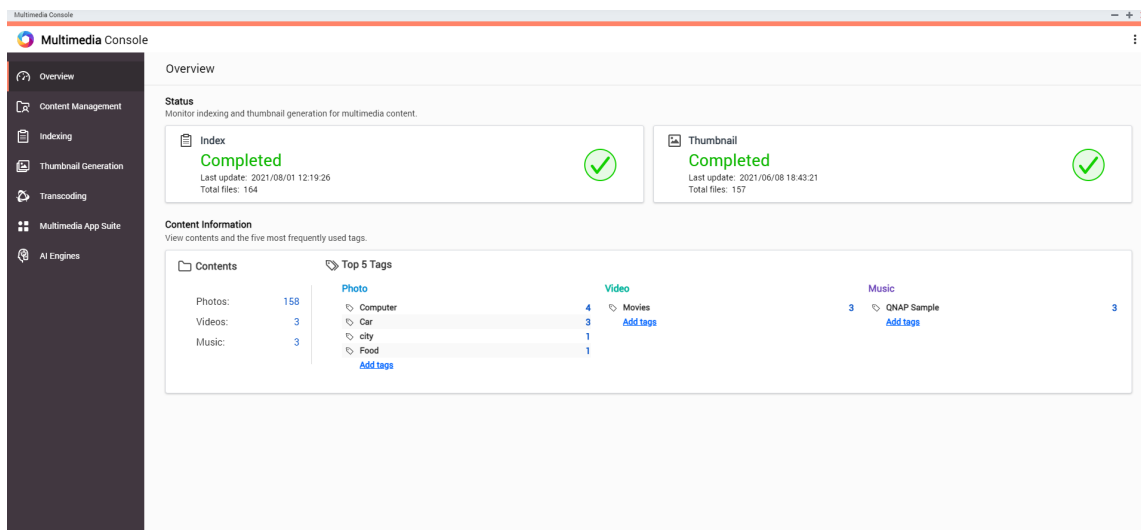 Multimedia Console
Multimedia Console
Overview
Content Management
Indexing
Thumbnail Generation
Transcoding
Multimedia App Suite
AI Engines
Overview
Status
Monitor indexing and thumbnail generation for multimedia content.
Index
Completed
Last update: 2021/08/01 12:19:26
Total files: 164
Thumbnail
Completed
Last update: 2021/06/08 18:43:21
Total files: 157
Content Information
View contents and the five most frequently used tags.
Contents
Photos: 158
Videos: 3
Music: 3
Top 5 Tags
Photo
Computer 4
Car 3
city 1
Food 1
Add tags
Video
Movies 3
Add tags
Music
QNAP Sample 3
Add tags